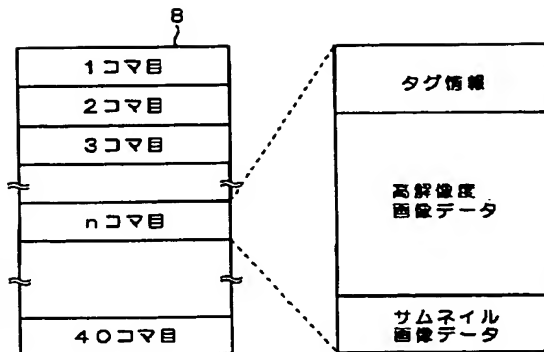 8
1コマ目
2コマ目
3コマ目
nコマ目
40コマ目
タグ情報
高解像度
画像データ
サムネイル
画像データ